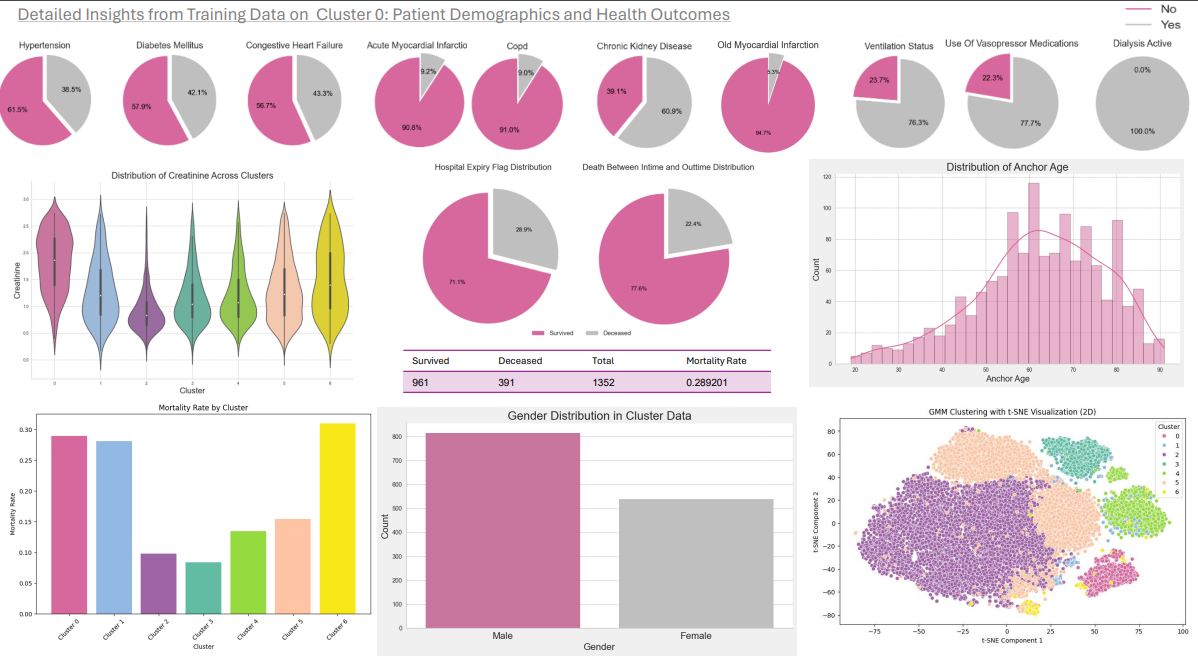 Detailed Insights from Training Data on Cluster 0: Patient Demographics and Health Outcomes
No
Yes
Hypertension
38.5%
61.5%
Diabetes Mellitus
42.1%
57.9%
Congestive Heart Failure
43.3%
56.7%
Acute Myocardial Infarctio
9.2%
90.8%
Copd
9.0%
91.0%
Chronic Kidney Disease
39.1%
60.9%
Old Myocardial Infarction
5.3%
94.7%
Ventilation Status
23.7%
76.3%
Use Of Vasopressor Medications
22.3%
77.7%
Dialysis Active
0.0%
100.0%
Distribution of Creatinine Across Clusters
Creatinine
3.0
2.5
2.0
1.5
1.0
0.5
0.0
0 1 2 3 4 5 6
Cluster
Hospital Expiry Flag Distribution
28.9%
71.1%
Death Between Intime and Outtime Distribution
22.4%
77.6%
Survived Deceased
Survived Deceased Total Mortality Rate
961 391 1352 0.289201
Distribution of Anchor Age
Count
120
100
80
60
40
20
0
20 30 40 50 60 70 80 90
Anchor Age
Mortality Rate by Cluster
Mortality Rate
0.30
0.25
0.20
0.15
0.10
0.05
0.00
Cluster 0 Cluster 1 Cluster 2 Cluster 3 Cluster 4 Cluster 5 Cluster 6
Cluster
Gender Distribution in Cluster Data
Count
800
700
600
500
400
300
200
100
0
Male Female
Gender
GMM Clustering with t-SNE Visualization (2D)
t-SNE Component 2
80
60
40
20
0
−20
−40
−60
−80
−75 −50 −25 0 25 50 75 100
t-SNE Component 1
Cluster
0
1
2
3
4
5
6